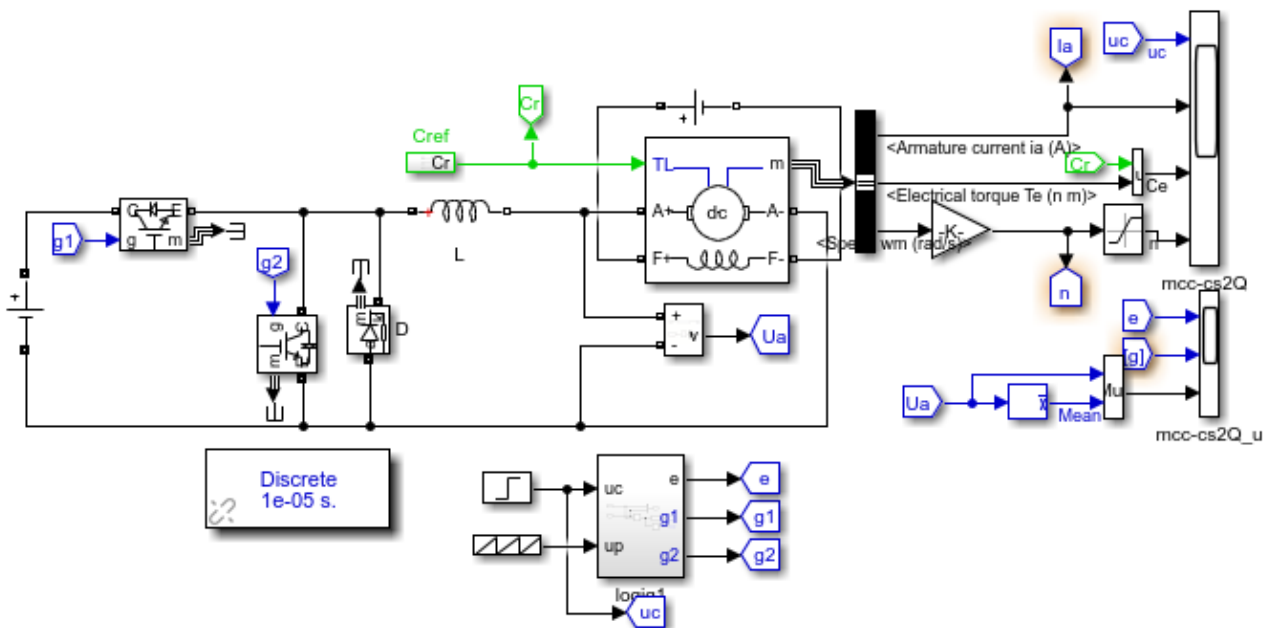 Ia
uc
uc
Cr
Cref
Cr
TL
m
<Armature current ia (A)>
Cr
Ce
<Electrical torque Te (n m)>
A+
dc
A-
-K-
<Speed wm (rad/s)>
F+
F-
n
mcc-cs2Q
C
E
g
m
g1
g2
+
L
g
C
m
m
D
+
v
-
Ua
+
e
[g]
Ua
Mean
Mu
mcc-cs2Q_u
Discrete
1e-05 s.
uc
e
e
g1
g1
up
g2
g2
logiq1
uc